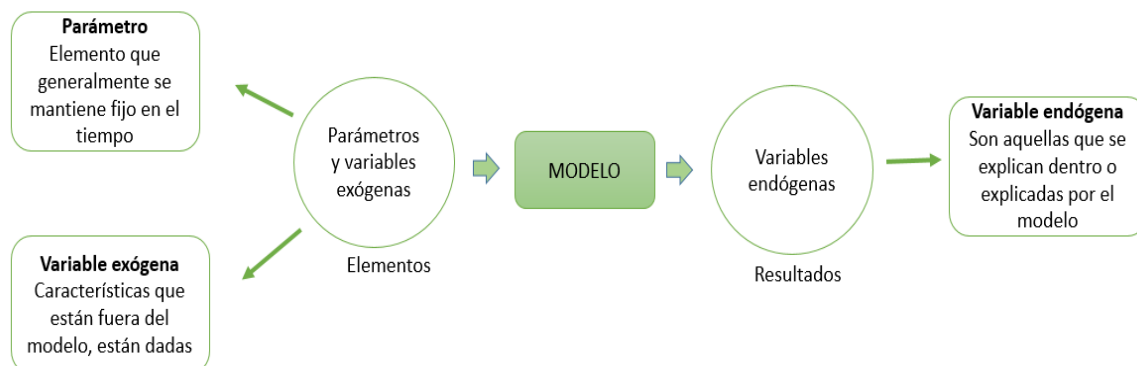 Parámetro
Elemento que
generalmente se
mantiene fijo en el
tiempo
Variable exógena
Características que
están fuera del
modelo, están dadas
Parámetros
y variables
exógenas
Elementos
MODELO
Variables
endógenas
Resultados
Variable endógena
Son aquellas que se
explican dentro o
explicadas por el
modelo